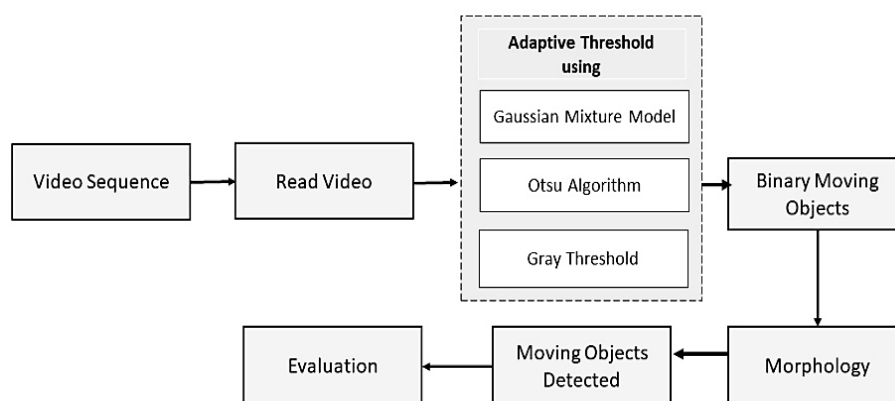 Adaptive Threshold
using
Gaussian Mixture Model
Otsu Algorithm
Gray Threshold
Video Sequence
Read Video
Binary Moving
Objects
Morphology
Moving Objects
Detected
Evaluation